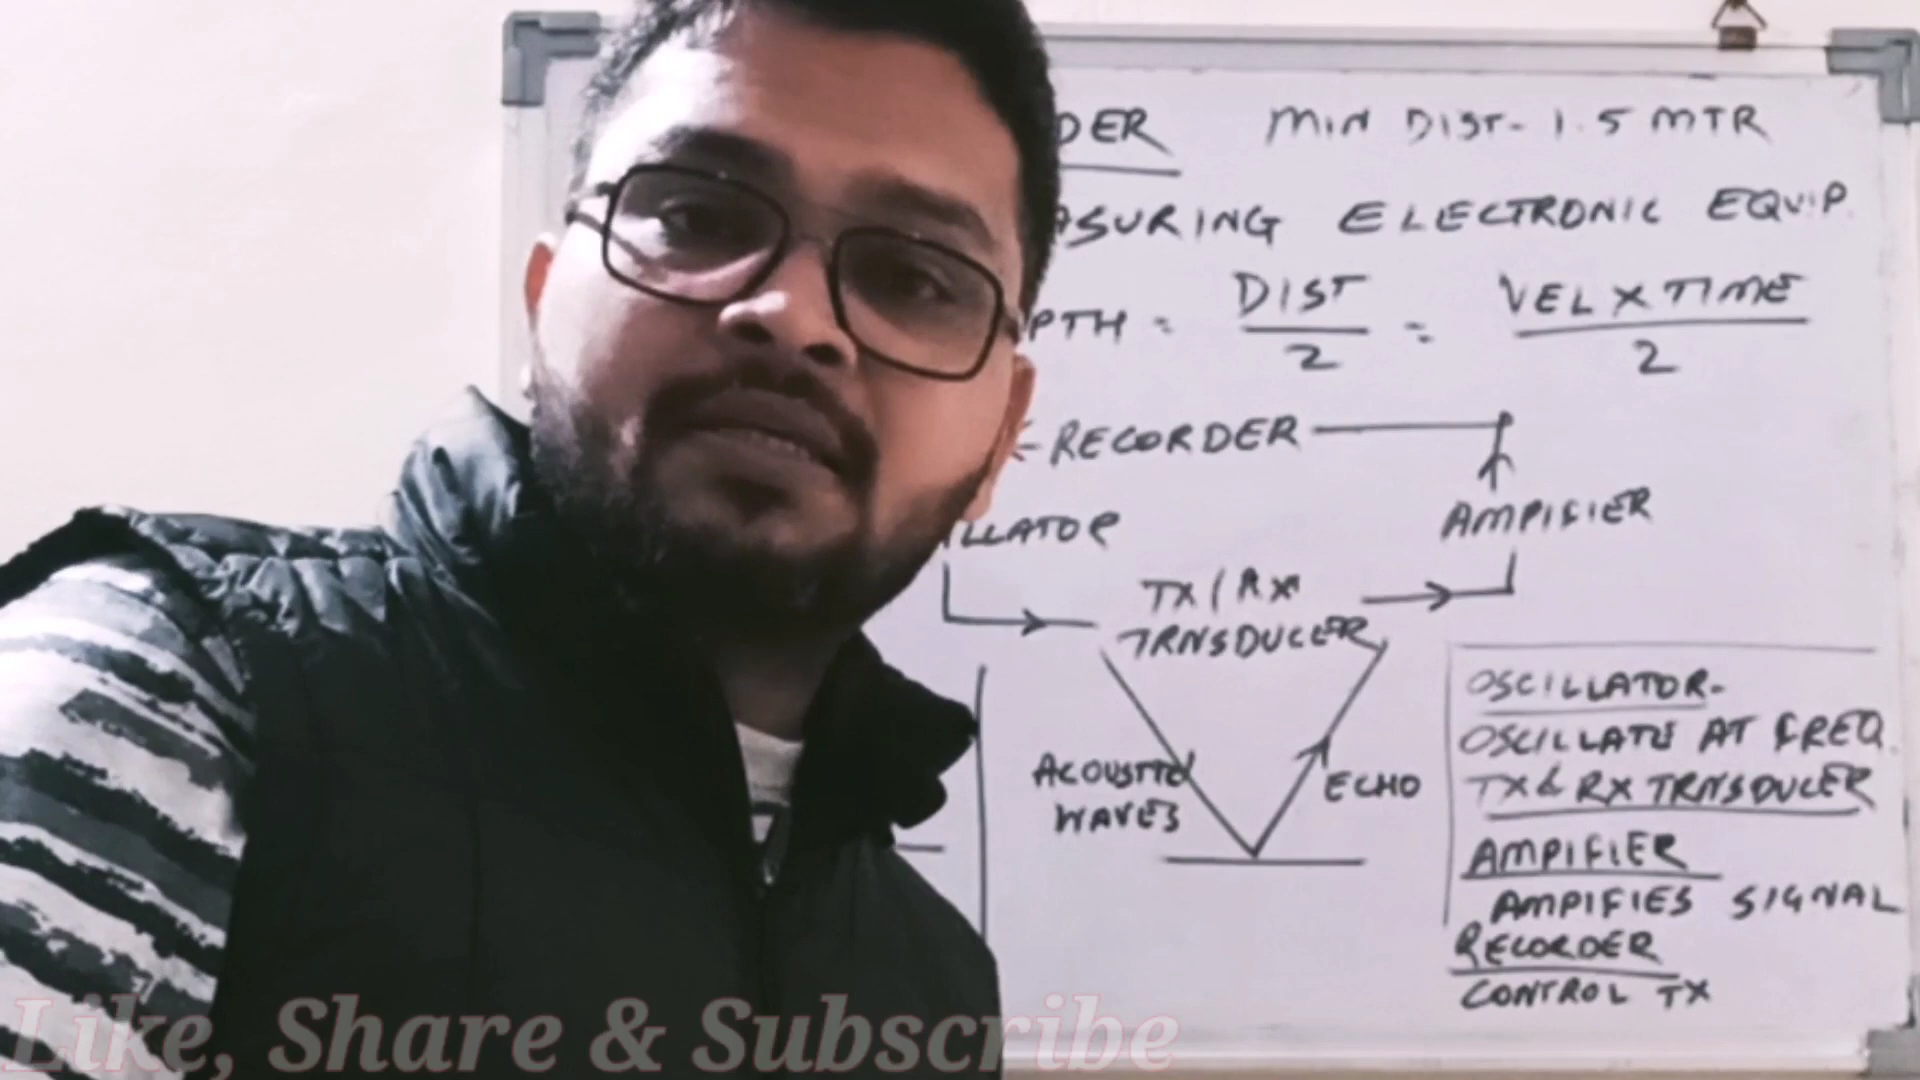 DER MIN DIST- 1.5 MTR
ASURING ELECTRONIC EQUIP.
PTH = DIST/2 = VEL X TIME/2
RECORDER
AMPIFIER
LLATOR
TX/RX
TRNSDUCER
OSCILLATOR-
OSCILLATE AT FREQ.
TX & RX TRNSDUCER
ACOUSTIC
WAVES
ECHO
AMPIFIER
AMPIFIES SIGNAL
RECORDER
CONTROL TX
Like, Share & Subscribe